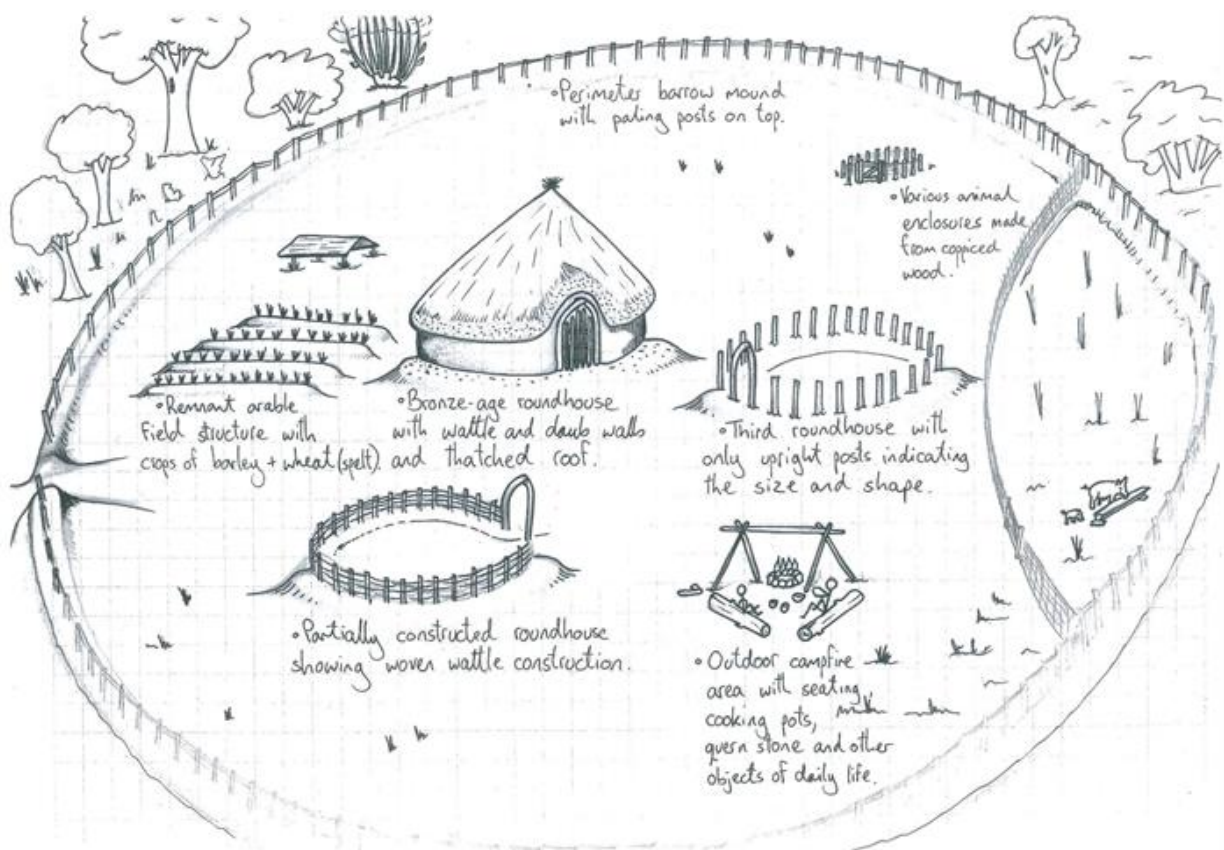 •Perimeter barrow mound
with paling posts on top.
•Various animal
enclosures made
from coppiced
wood.
•Remnant arable
field structure with
crops of barley + wheat (spelt)
•Bronze-age roundhouse
with wattle and daub walls
and thatched roof.
•Third roundhouse with
only upright posts indicating
the size and shape.
•Partially constructed roundhouse
showing woven wattle construction.
•Outdoor campfire
area with seating,
cooking pots,
quern stone and other
objects of daily life.